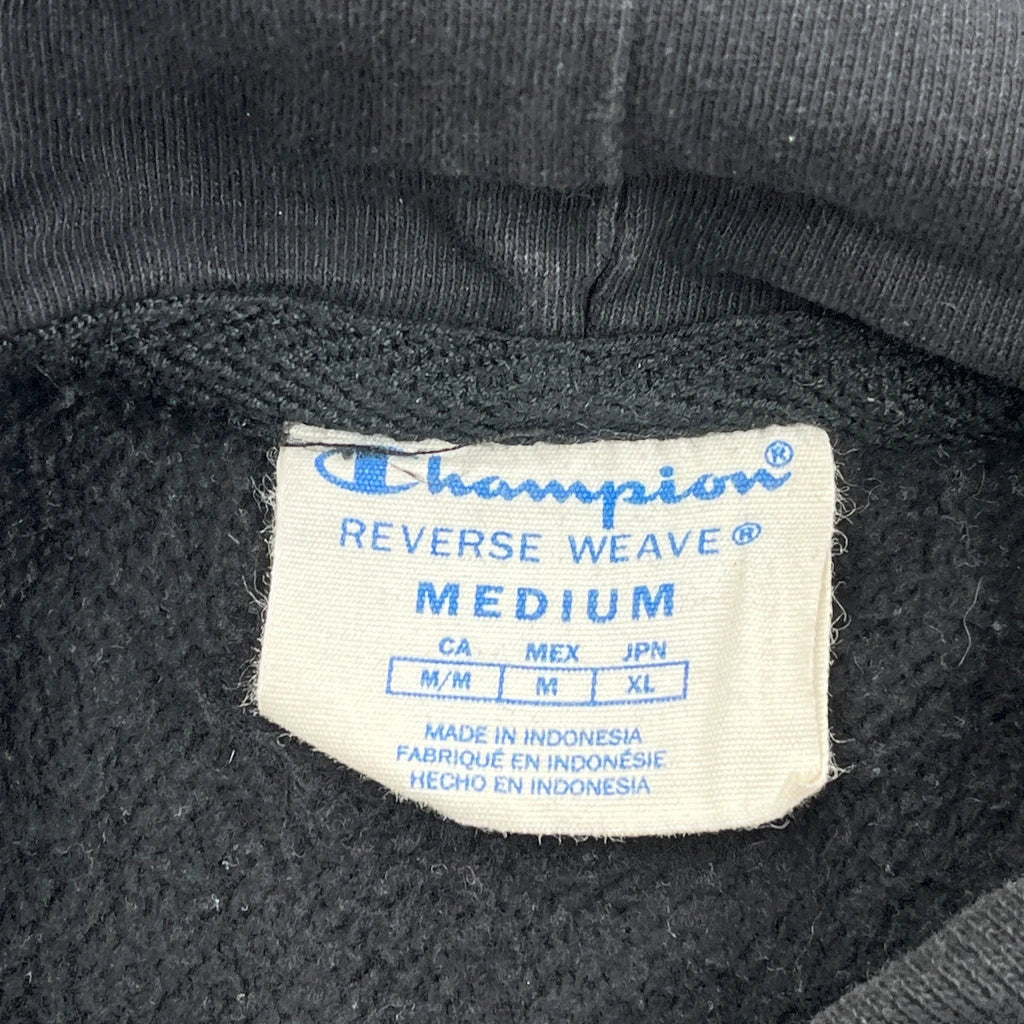 Champion®
REVERSE WEAVE®
MEDIUM
CA MEX JPN
M/M M XL
MADE IN INDONESIA
FABRIQUÉ EN INDONÉSIE
HECHO EN INDONESIA